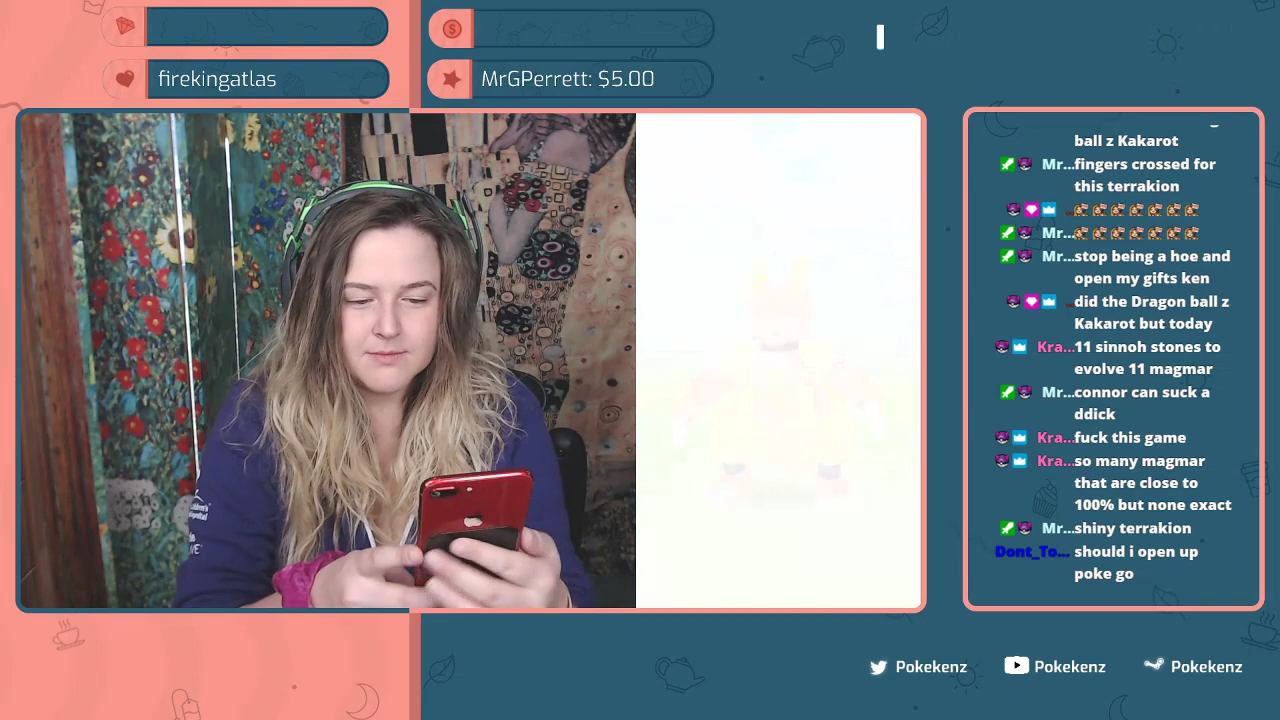 firekingatlas
MrGPerrett: $5.00
ball z Kakarot
Mr...fingers crossed for
this terrakion
Mr...
Mr...stop being a hoe and
open my gifts ken
did the Dragon ball z
Kakarot but today
Kra...11 sinnoh stones to
evolve 11 magmar
Mr...connor can suck a
ddick
Kra...fuck this game
Kra...so many magmar
that are close to
100% but none exact
Mr...shiny terrakion
Dont_To... should i open up
poke go
Pokekenz
Pokekenz
Pokekenz